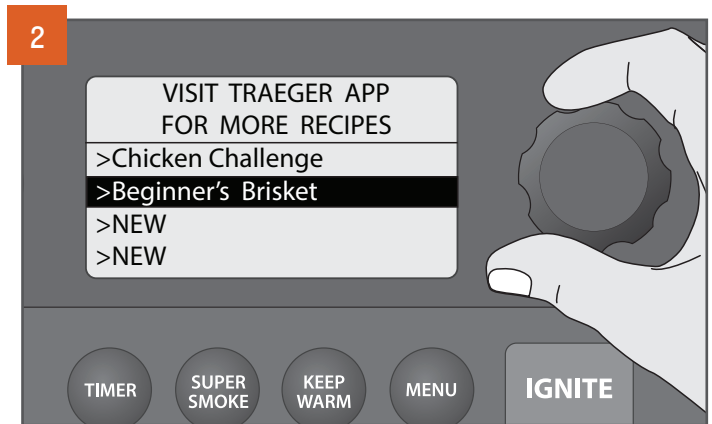 2
VISIT TRAEGER APP
FOR MORE RECIPES
>Chicken Challenge
>Beginner's Brisket
>NEW
>NEW
TIMER
SUPER
SMOKE
KEEP
WARM
MENU
IGNITE